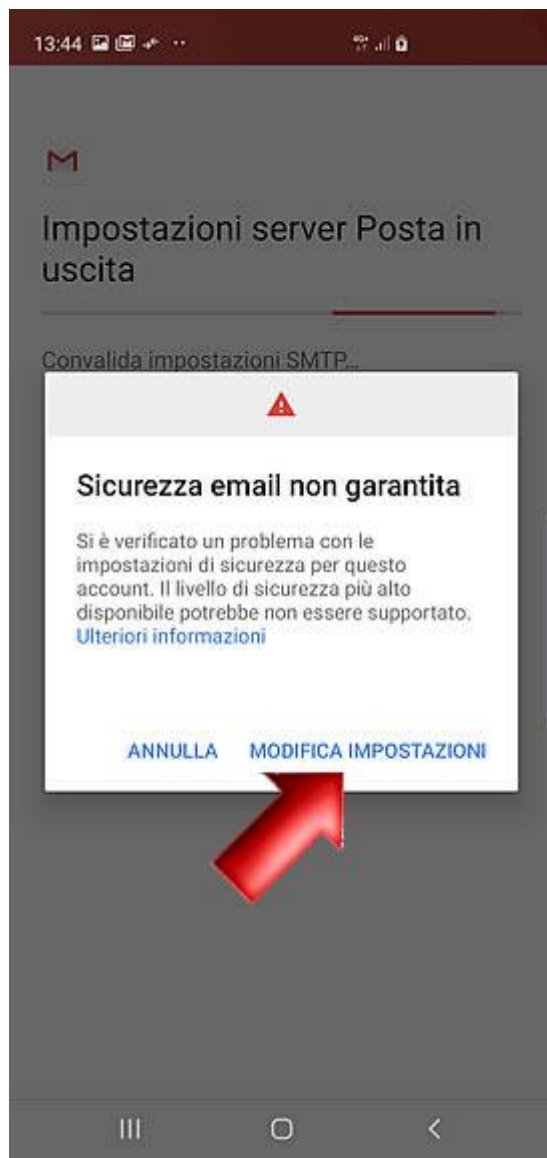 13:44
Impostazioni server Posta in
uscita
Convalida impostazioni SMTP...
Sicurezza email non garantita
Si è verificato un problema con le
impostazioni di sicurezza per questo
account. Il livello di sicurezza più alto
disponibile potrebbe non essere supportato.
Ulteriori informazioni
ANNULLA MODIFICA IMPOSTAZIONI